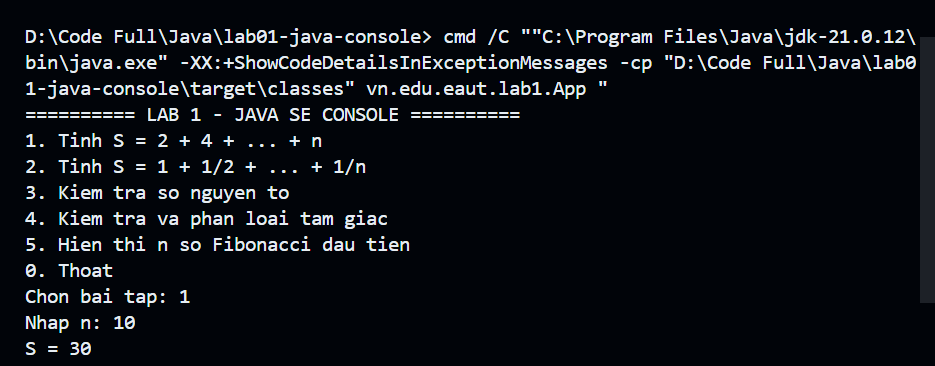 D:\Code Full\Java\lab01-java-console> cmd /C ""C:\Program Files\Java\jdk-21.0.12\
bin\java.exe" -XX:+ShowCodeDetailsInExceptionMessages -cp "D:\Code Full\Java\lab0
1-java-console\target\classes" vn.edu.eaut.lab1.App "
========== LAB 1 - JAVA SE CONSOLE ==========
1. Tinh S = 2 + 4 + ... + n
2. Tinh S = 1 + 1/2 + ... + 1/n
3. Kiem tra so nguyen to
4. Kiem tra va phan loai tam giac
5. Hien thi n so Fibonacci dau tien
0. Thoat
Chon bai tap: 1
Nhap n: 10
S = 30